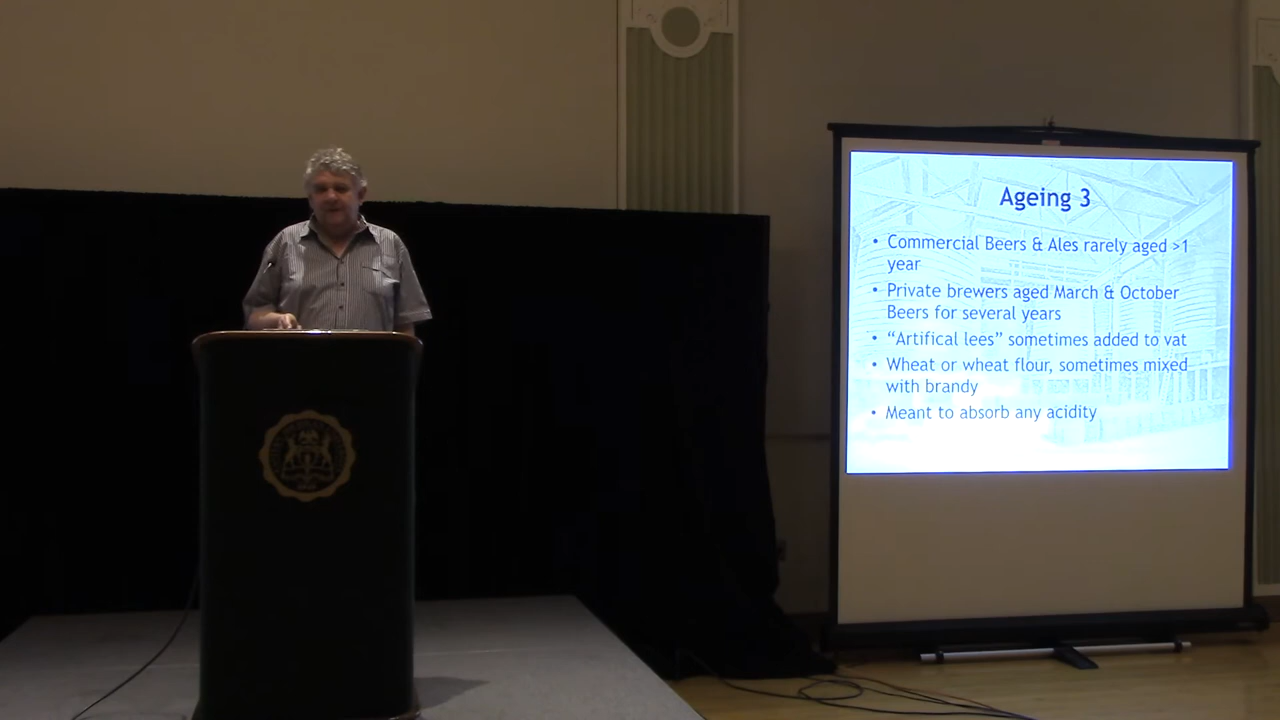 Ageing 3
• Commercial Beers & Ales rarely aged >1
year
• Private brewers aged March & October
Beers for several years
• “Artifical lees” sometimes added to vat
• Wheat or wheat flour, sometimes mixed
with brandy
• Meant to absorb any acidity